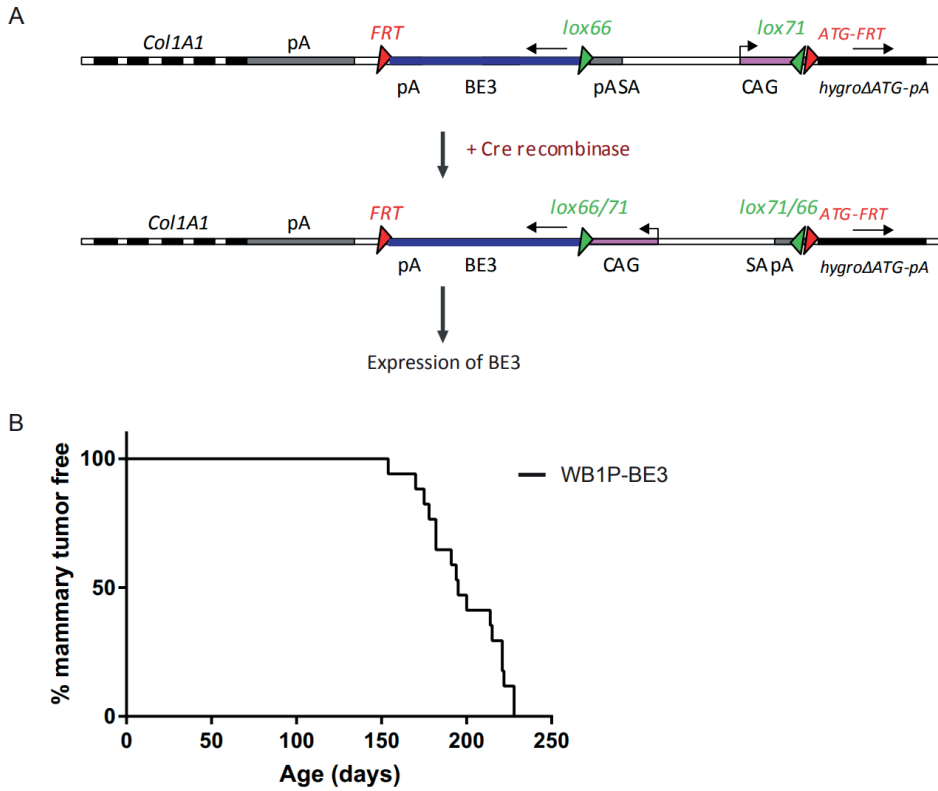 A
Col1A1 pA FRT lox66 lox71 ATG-FRT
pA BE3 pASA CAG hygroΔATG-pA
+ Cre recombinase
Col1A1 pA FRT lox66/71 lox71/66 ATG-FRT
pA BE3 CAG SA pA hygroΔATG-pA
Expression of BE3
B
% mammary tumor free
100
50
0
WB1P-BE3
0 50 100 150 200 250
Age (days)